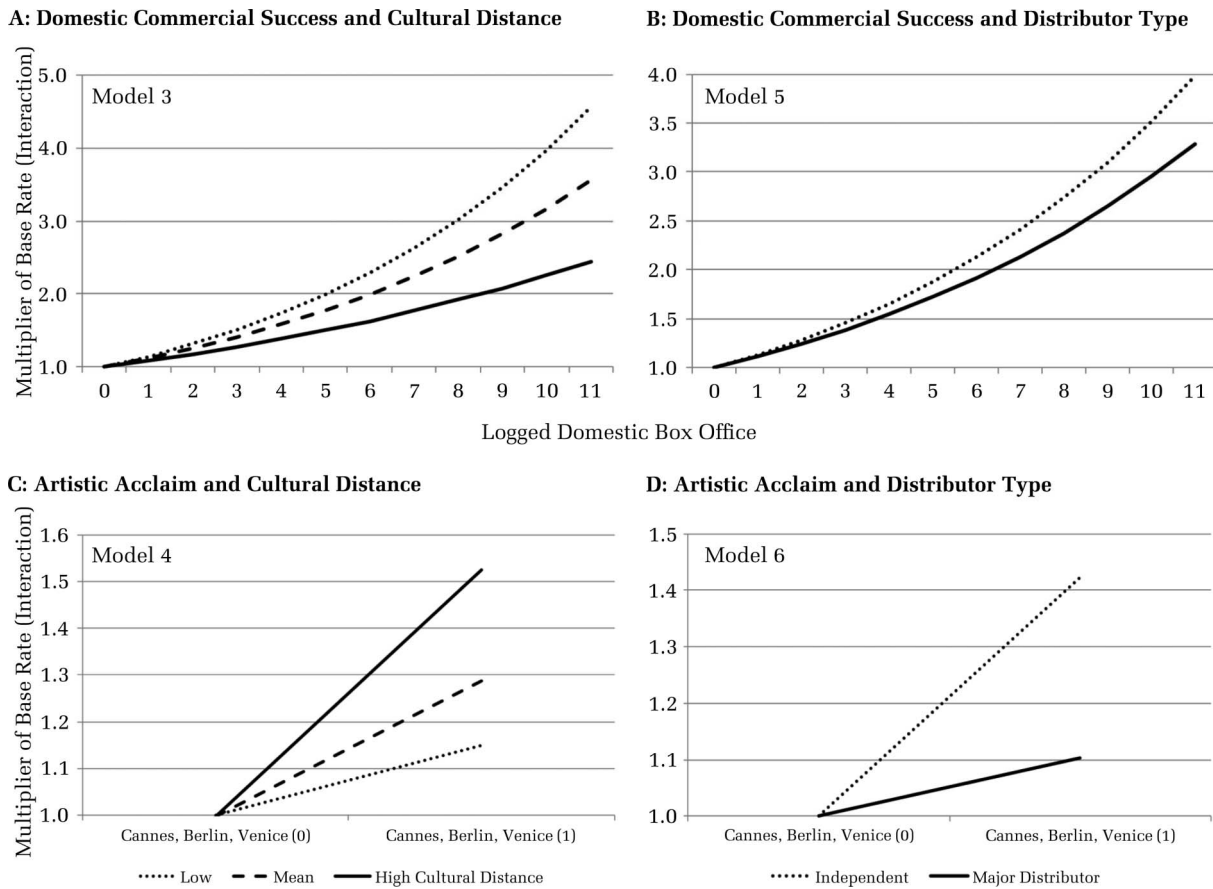 A: Domestic Commercial Success and Cultural Distance
Multiplier of Base Rate (Interaction)
5.0
4.0
3.0
2.0
1.0
Model 3
0 1 2 3 4 5 6 7 8 9 10 11
B: Domestic Commercial Success and Distributor Type
4.0
3.5
3.0
2.5
2.0
1.5
1.0
Model 5
0 1 2 3 4 5 6 7 8 9 10 11
Logged Domestic Box Office
C: Artistic Acclaim and Cultural Distance
Multiplier of Base Rate (Interaction)
1.6
1.5
1.4
1.3
1.2
1.1
1.0
Model 4
Cannes, Berlin, Venice (0) Cannes, Berlin, Venice (1)
Low Mean High Cultural Distance
D: Artistic Acclaim and Distributor Type
1.5
1.4
1.3
1.2
1.1
1.0
Model 6
Cannes, Berlin, Venice (0) Cannes, Berlin, Venice (1)
Independent Major Distributor